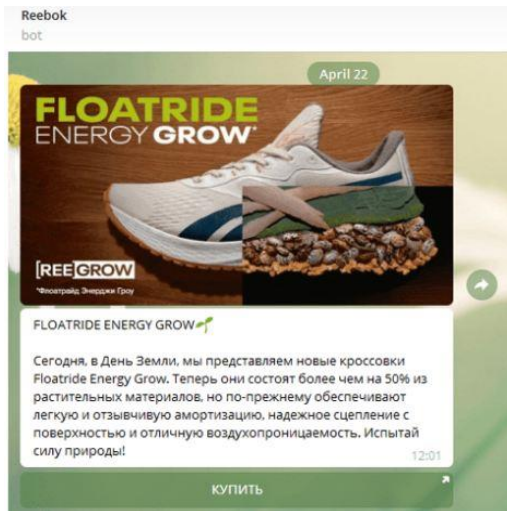 Reebok
bot
April 22
FLOATRIDE
ENERGY GROW*
[REE]GROW
*Флоатрайд Энерджи Гроу
FLOATRIDE ENERGY GROW🌱
Сегодня, в День Земли, мы представляем новые кроссовки
Floatride Energy Grow. Теперь они состоят более чем на 50% из
растительных материалов, но по-прежнему обеспечивают
легкую и отзывчивую амортизацию, надежное сцепление с
поверхностью и отличную воздухопроницаемость. Испытай
силу природы!
12:01
КУПИТЬ